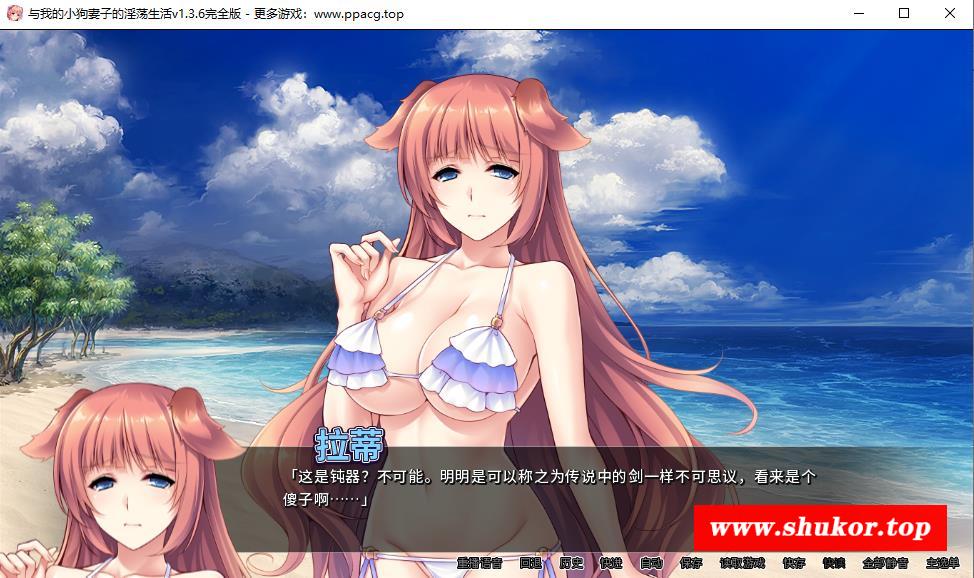 与我的小狗妻子的淫荡生活v1.3.6完全版 - 更多游戏：www.ppacg.top
拉蒂
「这是钝器？不可能。明明是可以称之为传说中的剑一样不可思议，看来是个
傻子啊……」
www.shukor.top
重播语音 回退 历史 快进 自动 保存 读取游戏 快存 快读 全部静音 主选单